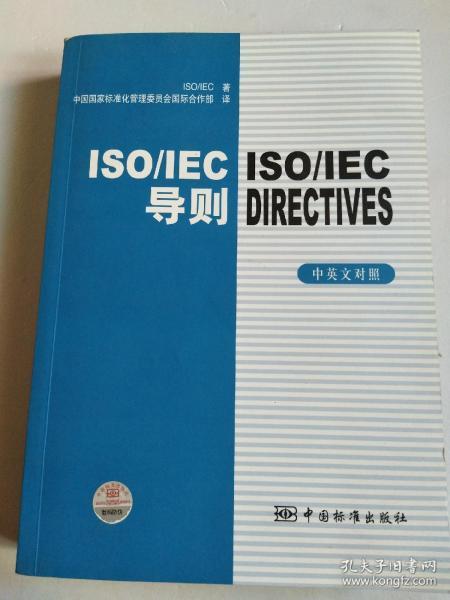 ISO/IEC 著
中国国家标准化管理委员会国际合作部 译
ISO/IEC
导则
ISO/IEC
DIRECTIVES
中英文对照
中国标准出版社
孔夫子旧书网
www.kongfz.com